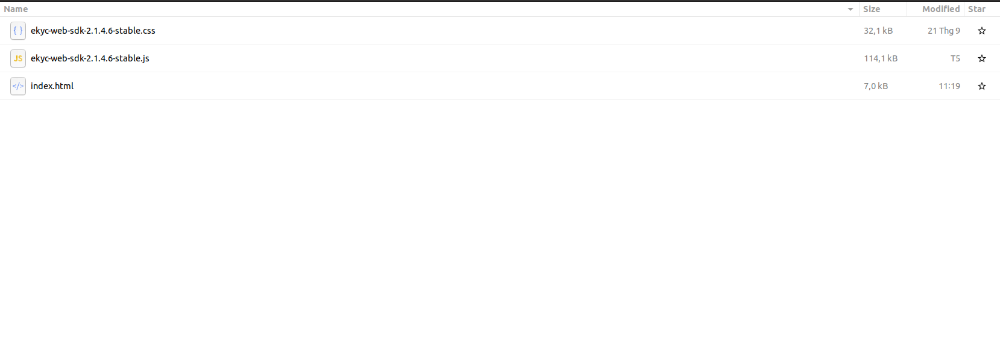 Name Size Modified Star
{ } ekyc-web-sdk-2.1.4.6-stable.css 32,1 kB 21 Thg 9
JS ekyc-web-sdk-2.1.4.6-stable.js 114,1 kB T5
</> index.html 7,0 kB 11:19